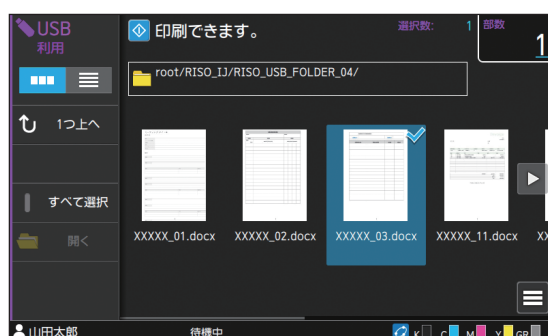 USB
利用
印刷できます。
選択数: 1
部数
1
root/RISO_IJ/RISO_USB_FOLDER_04/
1つ上へ
すべて選択
開く
XXXXX_01.docx
XXXXX_02.docx
XXXXX_03.docx
XXXXX_11.docx
XX
山田太郎
待機中
K C M Y GR